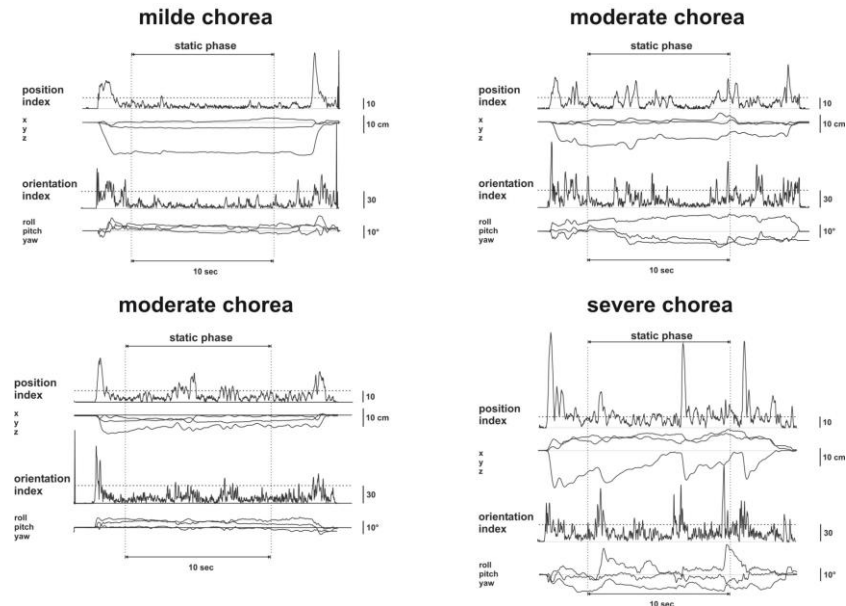 milde chorea
static phase
position
index
10
x
y
z
10 cm
orientation
index
30
roll
pitch
yaw
10°
10 sec
moderate chorea
static phase
position
index
10
x
y
z
10 cm
orientation
index
30
roll
pitch
yaw
10°
10 sec
moderate chorea
static phase
position
index
10
x
y
z
10 cm
orientation
index
30
roll
pitch
yaw
10°
10 sec
severe chorea
static phase
position
index
10
x
y
z
10 cm
orientation
index
30
roll
pitch
yaw
10°
10 sec